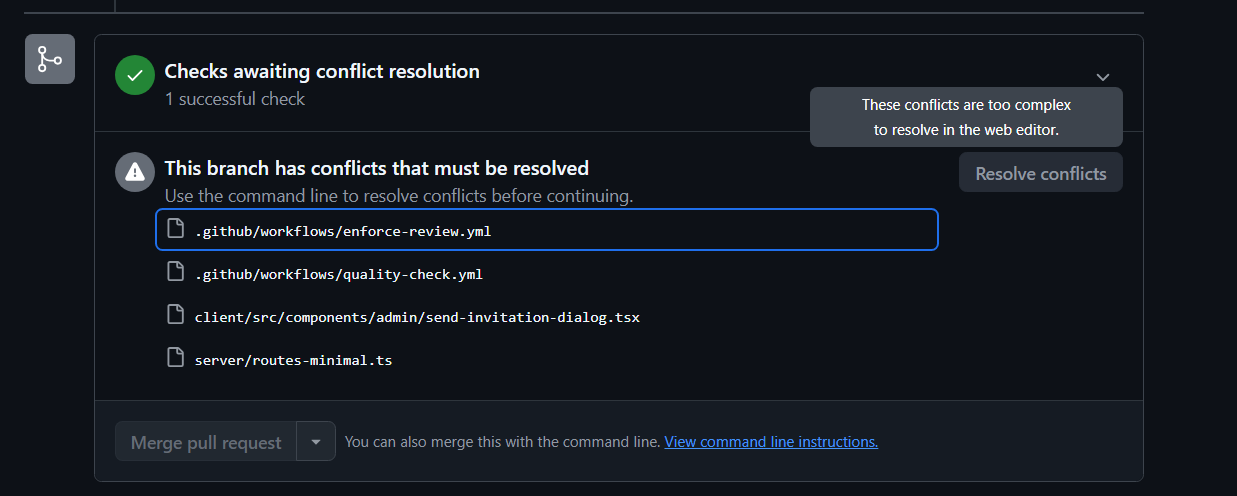 Checks awaiting conflict resolution
1 successful check
These conflicts are too complex
to resolve in the web editor.
This branch has conflicts that must be resolved
Use the command line to resolve conflicts before continuing.
Resolve conflicts
.github/workflows/enforce-review.yml
.github/workflows/quality-check.yml
client/src/components/admin/send-invitation-dialog.tsx
server/routes-minimal.ts
Merge pull request
You can also merge this with the command line. View command line instructions.